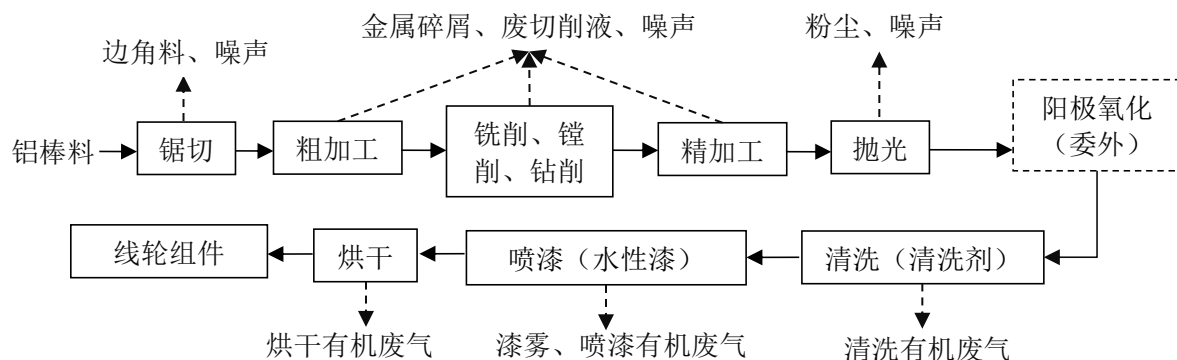 金属碎屑、废切削液、噪声
粉尘、噪声
边角料、噪声
铝棒料
锯切
粗加工
铣削、镗
削、钻削
精加工
抛光
阳极氧化
（委外）
线轮组件
烘干
喷漆（水性漆）
清洗（清洗剂）
烘干有机废气
漆雾、喷漆有机废气
清洗有机废气